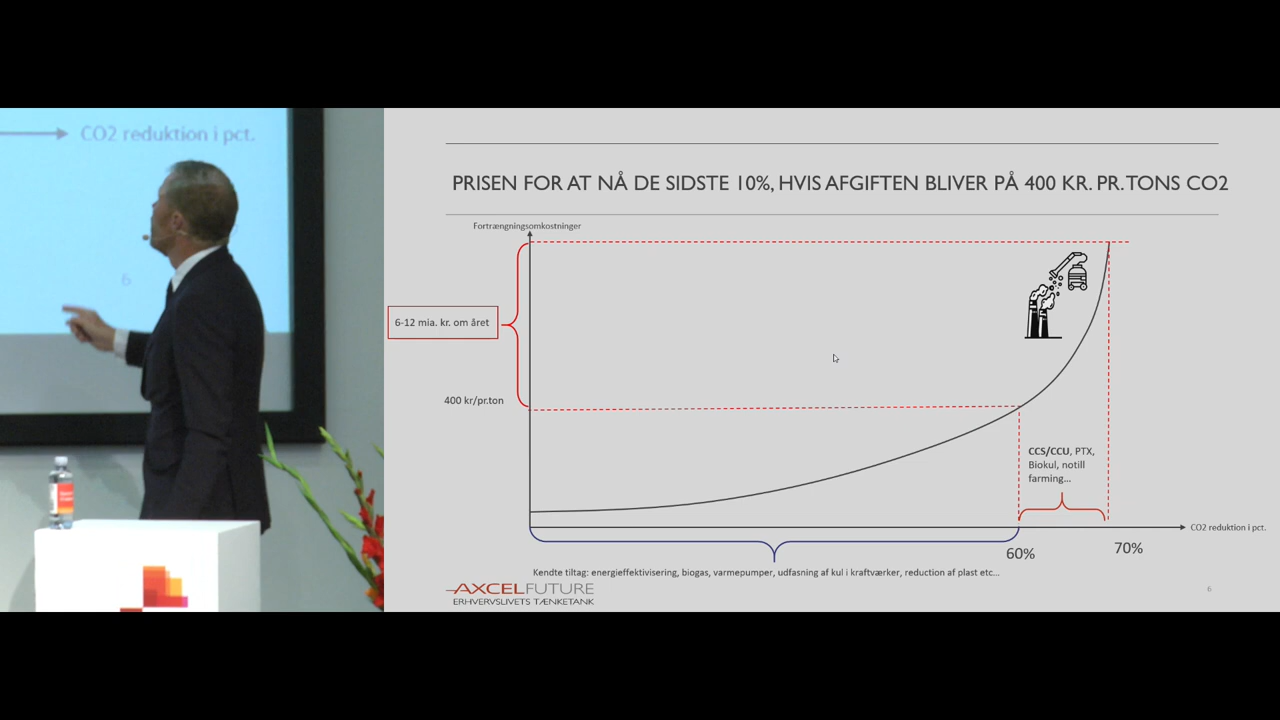 CO2 reduktion i pct.
6
PRISEN FOR AT NÅ DE SIDSTE 10%, HVIS AFGIFTEN BLIVER PÅ 400 KR. PR. TONS CO2
Fortrængningsomkostninger
6-12 mia. kr. om året
400 kr/pr.ton
CCS/CCU, PTX,
Biokul, notill
farming...
CO2 reduktion i pct.
60%
70%
Kendte tiltag: energieffektivisering, biogas, varmepumper, udfasning af kul i kraftværker, reduction af plast etc...
AXCELFUTURE
ERHVERVSLIVETS TÆNKETANK
6